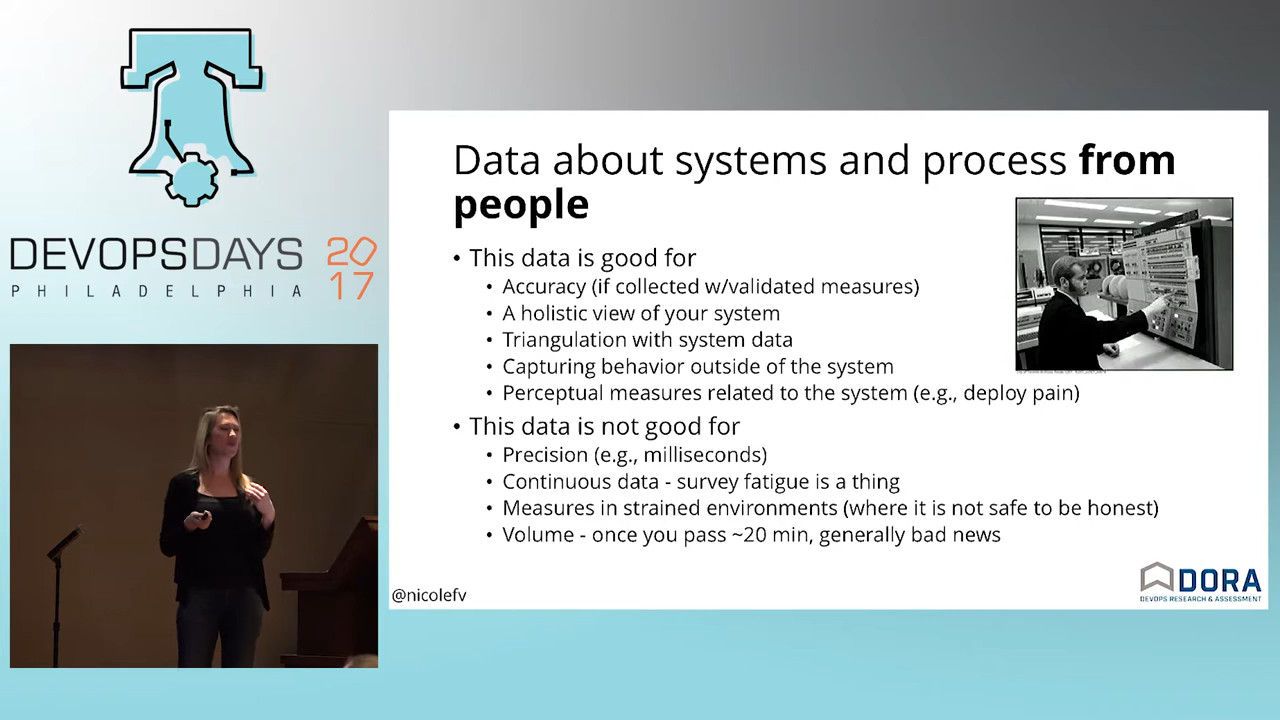 DEVOPSDAYS 2017
PHILADELPHIA
Data about systems and process from
people
• This data is good for
• Accuracy (if collected w/validated measures)
• A holistic view of your system
• Triangulation with system data
• Capturing behavior outside of the system
• Perceptual measures related to the system (e.g., deploy pain)
• This data is not good for
• Precision (e.g., milliseconds)
• Continuous data - survey fatigue is a thing
• Measures in strained environments (where it is not safe to be honest)
• Volume - once you pass ~20 min, generally bad news
@nicolefv
DORA
DEVOPS RESEARCH & ASSESSMENT